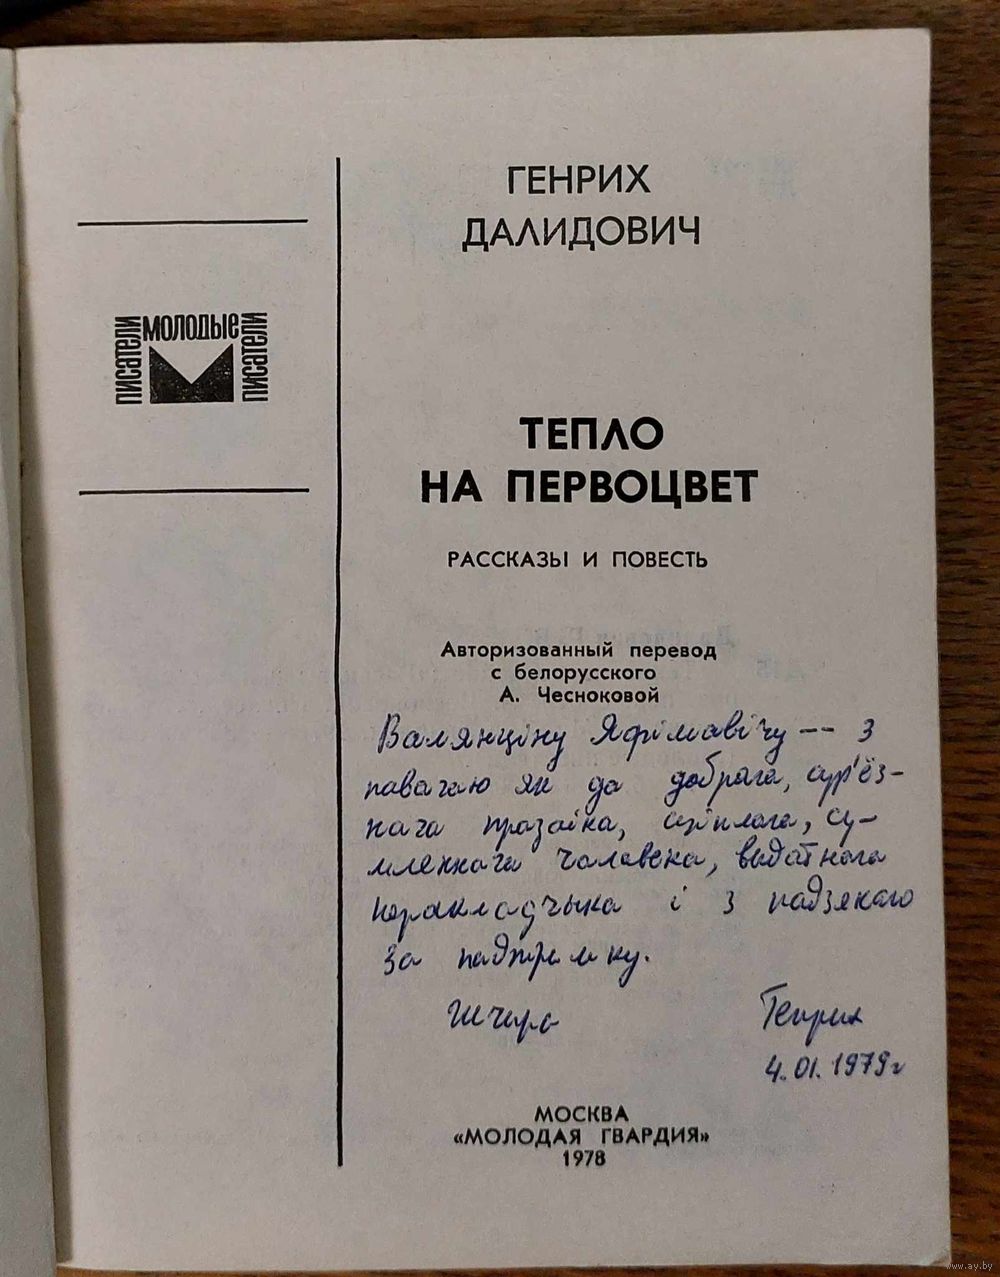 ГЕНРИХ
ДАЛИДОВИЧ
писатели
молодые
писатели
ТЕПЛО
НА ПЕРВОЦВЕТ
РАССКАЗЫ И ПОВЕСТЬ
Авторизованный перевод
с белорусского
А. Чесноковой
Валянціну Яфімавічу — з
павагаю як да добрага, сур'ёз-
нага празаіка, сціплага, су-
мленнага чалавека, выдатнага
перакладчыка і з падзякаю
за падтрымку.
Шчыра Генрих
4.01.1979г
МОСКВА
«МОЛОДАЯ ГВАРДИЯ»
1978
www.ay.by